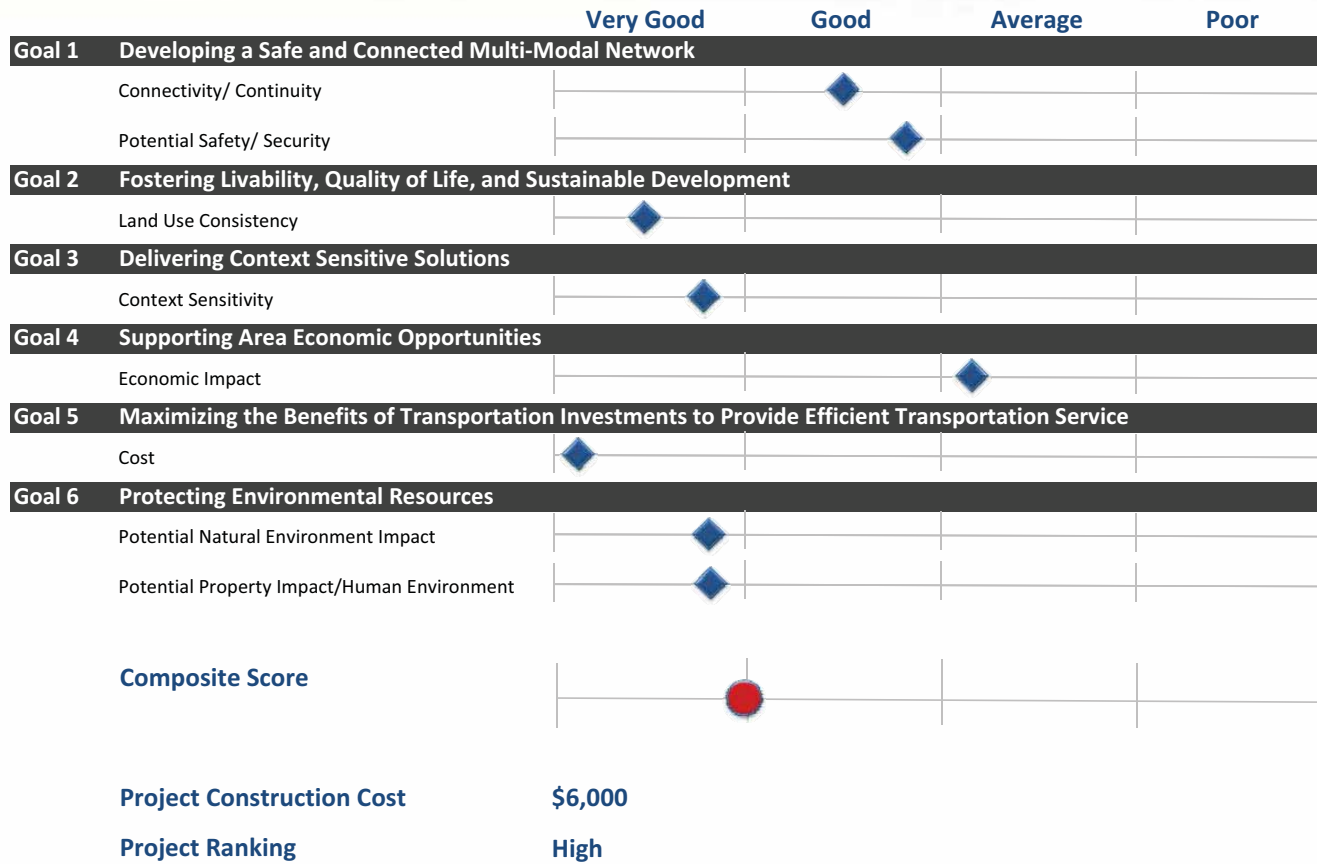 Very Good Good Average Poor
Goal 1 Developing a Safe and Connected Multi-Modal Network
Connectivity/ Continuity
Potential Safety/ Security
Goal 2 Fostering Livability, Quality of Life, and Sustainable Development
Land Use Consistency
Goal 3 Delivering Context Sensitive Solutions
Context Sensitivity
Goal 4 Supporting Area Economic Opportunities
Economic Impact
Goal 5 Maximizing the Benefits of Transportation Investments to Provide Efficient Transportation Service
Cost
Goal 6 Protecting Environmental Resources
Potential Natural Environment Impact
Potential Property Impact/Human Environment
Composite Score
Project Construction Cost $6,000
Project Ranking High